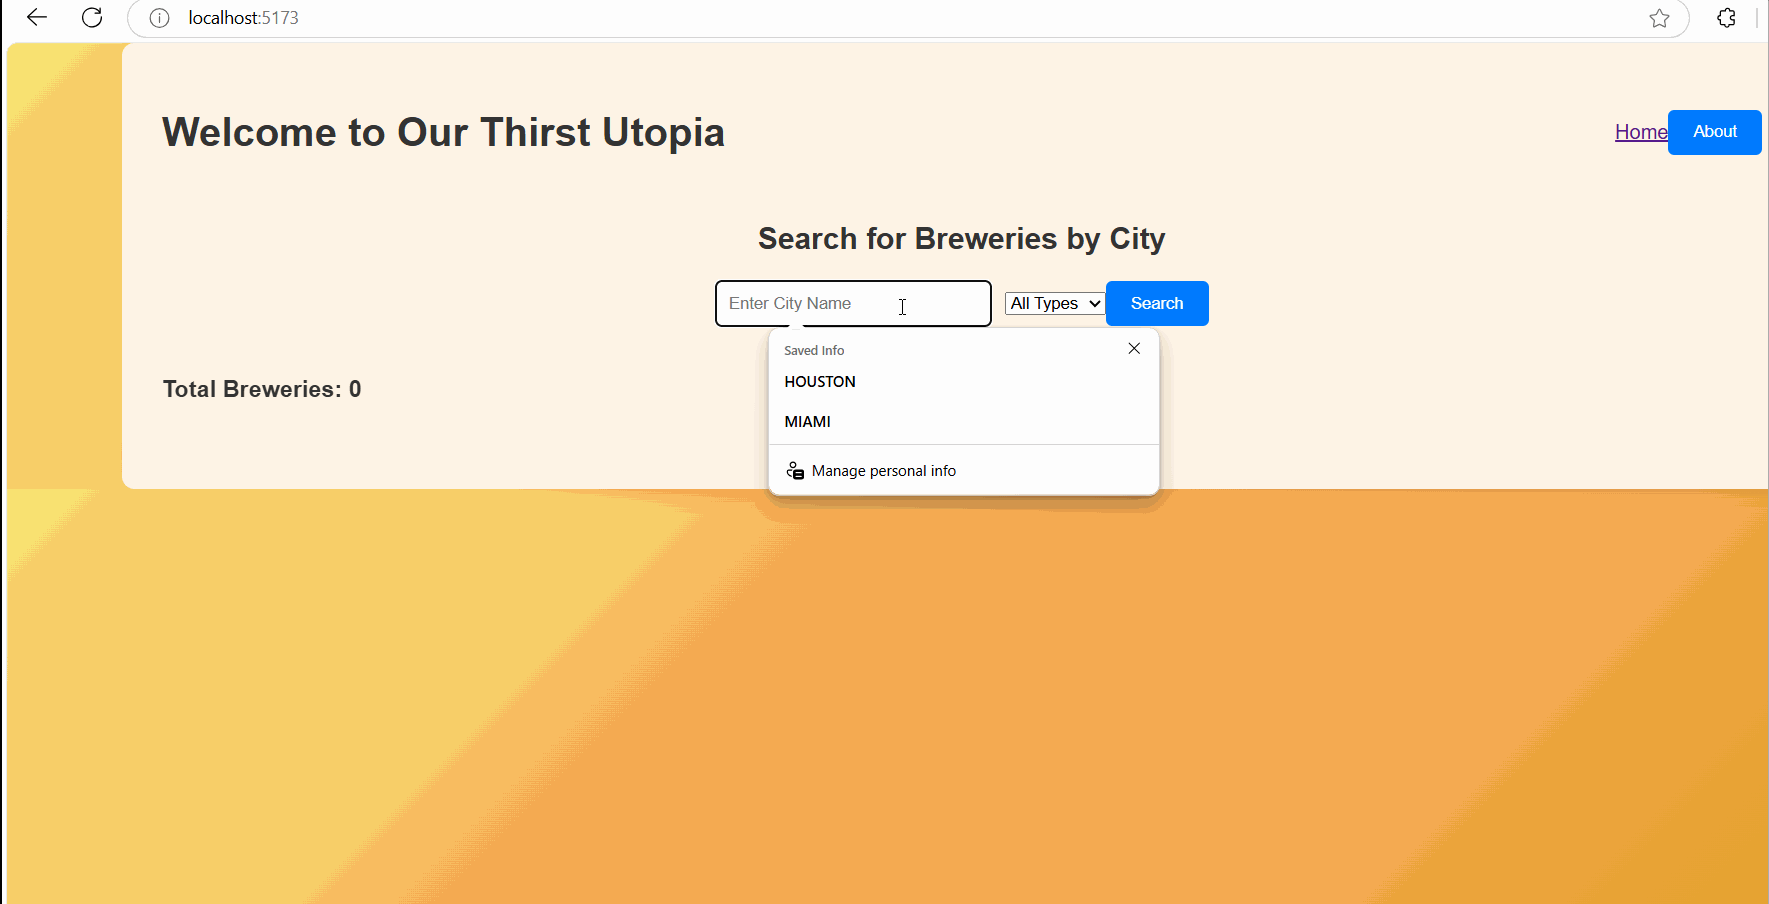 localhost:5173
Welcome to Our Thirst Utopia
Home About
Search for Breweries by City
Enter City Name All Types Search
Saved Info
HOUSTON
Total Breweries: 0
MIAMI
Manage personal info